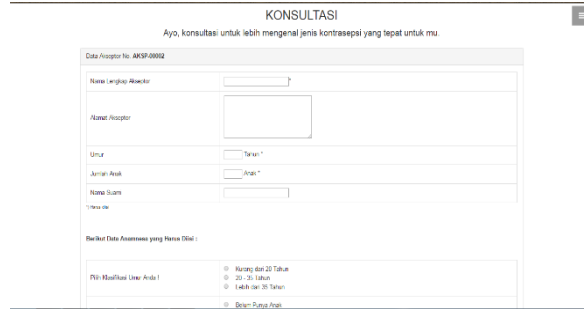 KONSULTASI
Ayo, konsultasi untuk lebih mengenal jenis kontrasepsi yang tepat untuk mu.
Data Akseptor No. AKSP-00002
Nama Lengkap Akseptor *
Alamat Akseptor
Umur Tahun *
Jumlah Anak Anak *
Nama Suami
Berikut Data Anamnesa yang Harus Diisi :
Pilih Klasifikasi Umur Anda !
Kurang dari 20 Tahun
20 - 35 Tahun
Lebih dari 35 Tahun
Belum Punya Anak